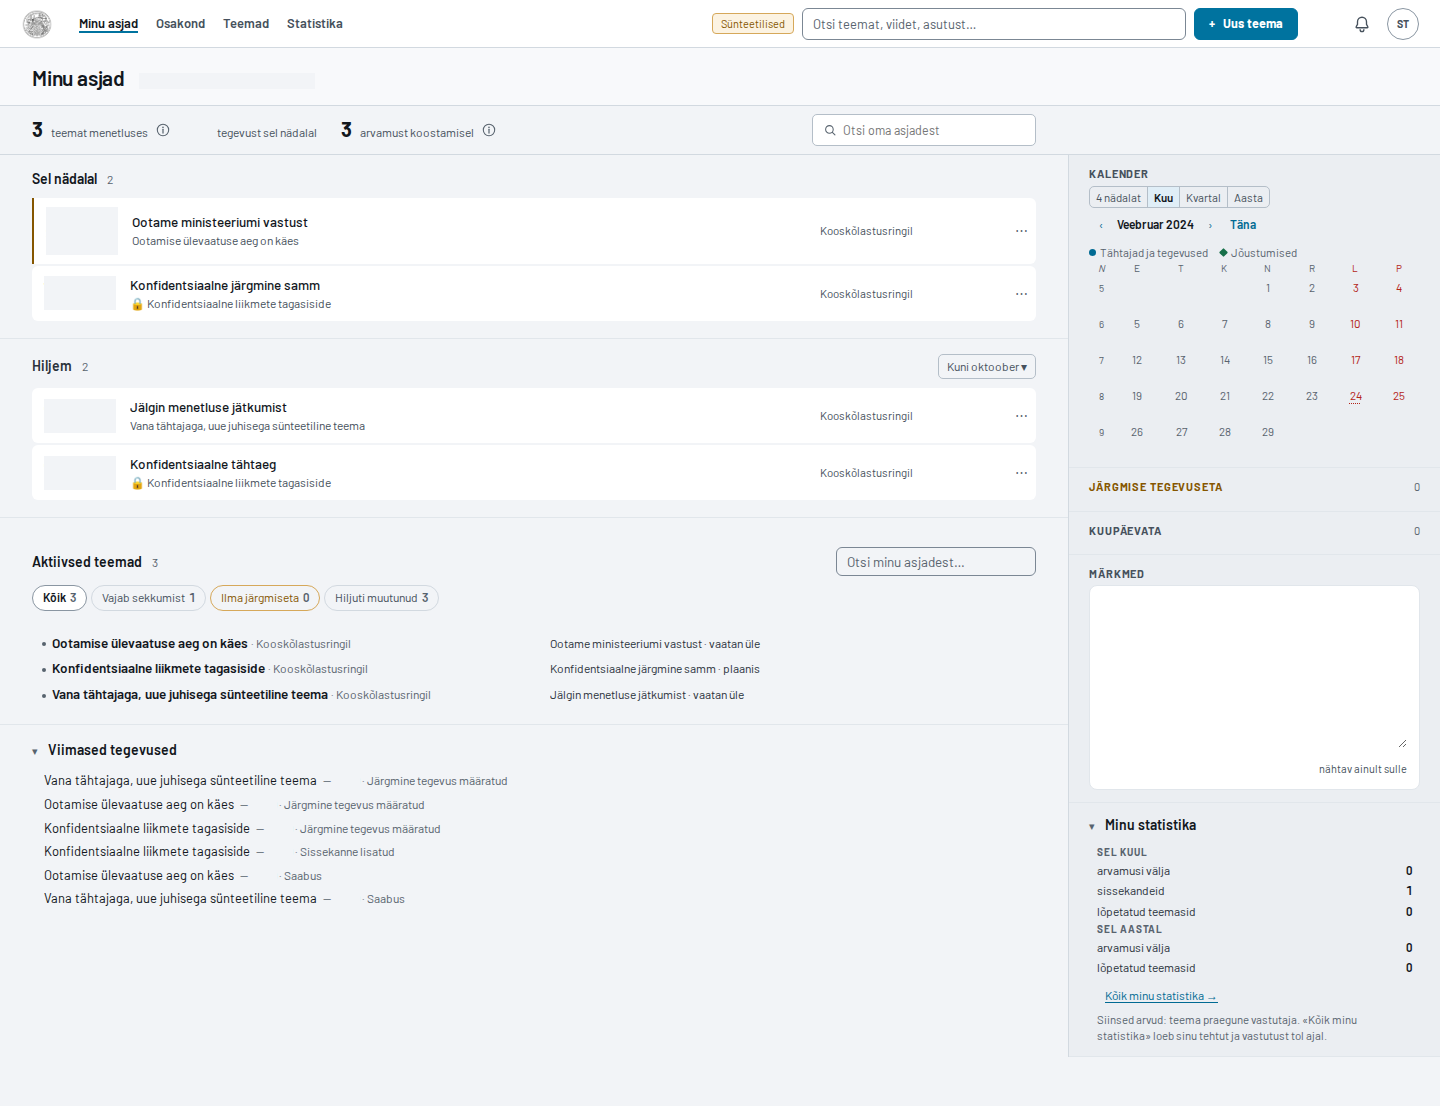 Minu asjad Osakond Teemad Statistika Sünteetilised Otsi teemat, viidet, asutust… + Uus teema ST
Minu asjad
3 teemat menetluses tegevust sel nädalal 3 arvamust koostamisel Otsi oma asjadest
Sel nädalal 2
Ootame ministeeriumi vastust
Ootamise ülevaatuse aeg on käes
Kooskõlastusringil
Konfidentsiaalne järgmine samm
🔒 Konfidentsiaalne liikmete tagasiside
Kooskõlastusringil
Hiljem 2 Kuni oktoober ▾
Jälgin menetluse jätkumist
Vana tähtajaga, uue juhisega sünteetiline teema
Kooskõlastusringil
Konfidentsiaalne tähtaeg
🔒 Konfidentsiaalne liikmete tagasiside
Kooskõlastusringil
Aktiivsed teemad 3 Otsi minu asjadest…
Kõik 3 Vajab sekkumist 1 Ilma järgmiseta 0 Hiljuti muutunud 3
Ootamise ülevaatuse aeg on käes · Kooskõlastusringil Ootame ministeeriumi vastust · vaatan üle
Konfidentsiaalne liikmete tagasiside · Kooskõlastusringil Konfidentsiaalne järgmine samm · plaanis
Vana tähtajaga, uue juhisega sünteetiline teema · Kooskõlastusringil Jälgin menetluse jätkumist · vaatan üle
▾ Viimased tegevused
Vana tähtajaga, uue juhisega sünteetiline teema — · Järgmine tegevus määratud
Ootamise ülevaatuse aeg on käes — · Järgmine tegevus määratud
Konfidentsiaalne liikmete tagasiside — · Järgmine tegevus määratud
Konfidentsiaalne liikmete tagasiside — · Sissekanne lisatud
Ootamise ülevaatuse aeg on käes — · Saabus
Vana tähtajaga, uue juhisega sünteetiline teema — · Saabus
KALENDER
4 nädalat Kuu Kvartal Aasta
‹ Veebruar 2024 › Täna
Tähtajad ja tegevused Jõustumised
N E T K N R L P
5 1 2 3 4
6 5 6 7 8 9 10 11
7 12 13 14 15 16 17 18
8 19 20 21 22 23 24 25
9 26 27 28 29
JÄRGMISE TEGEVUSETA 0
KUUPÄEVATA 0
MÄRKMED
nähtav ainult sulle
▾ Minu statistika
SEL KUUL
arvamusi välja 0
sissekandeid 1
lõpetatud teemasid 0
SEL AASTAL
arvamusi välja 0
lõpetatud teemasid 0
Kõik minu statistika →
Siinsed arvud: teema praegune vastutaja. «Kõik minu
statistika» loeb sinu tehtut ja vastutust tol ajal.